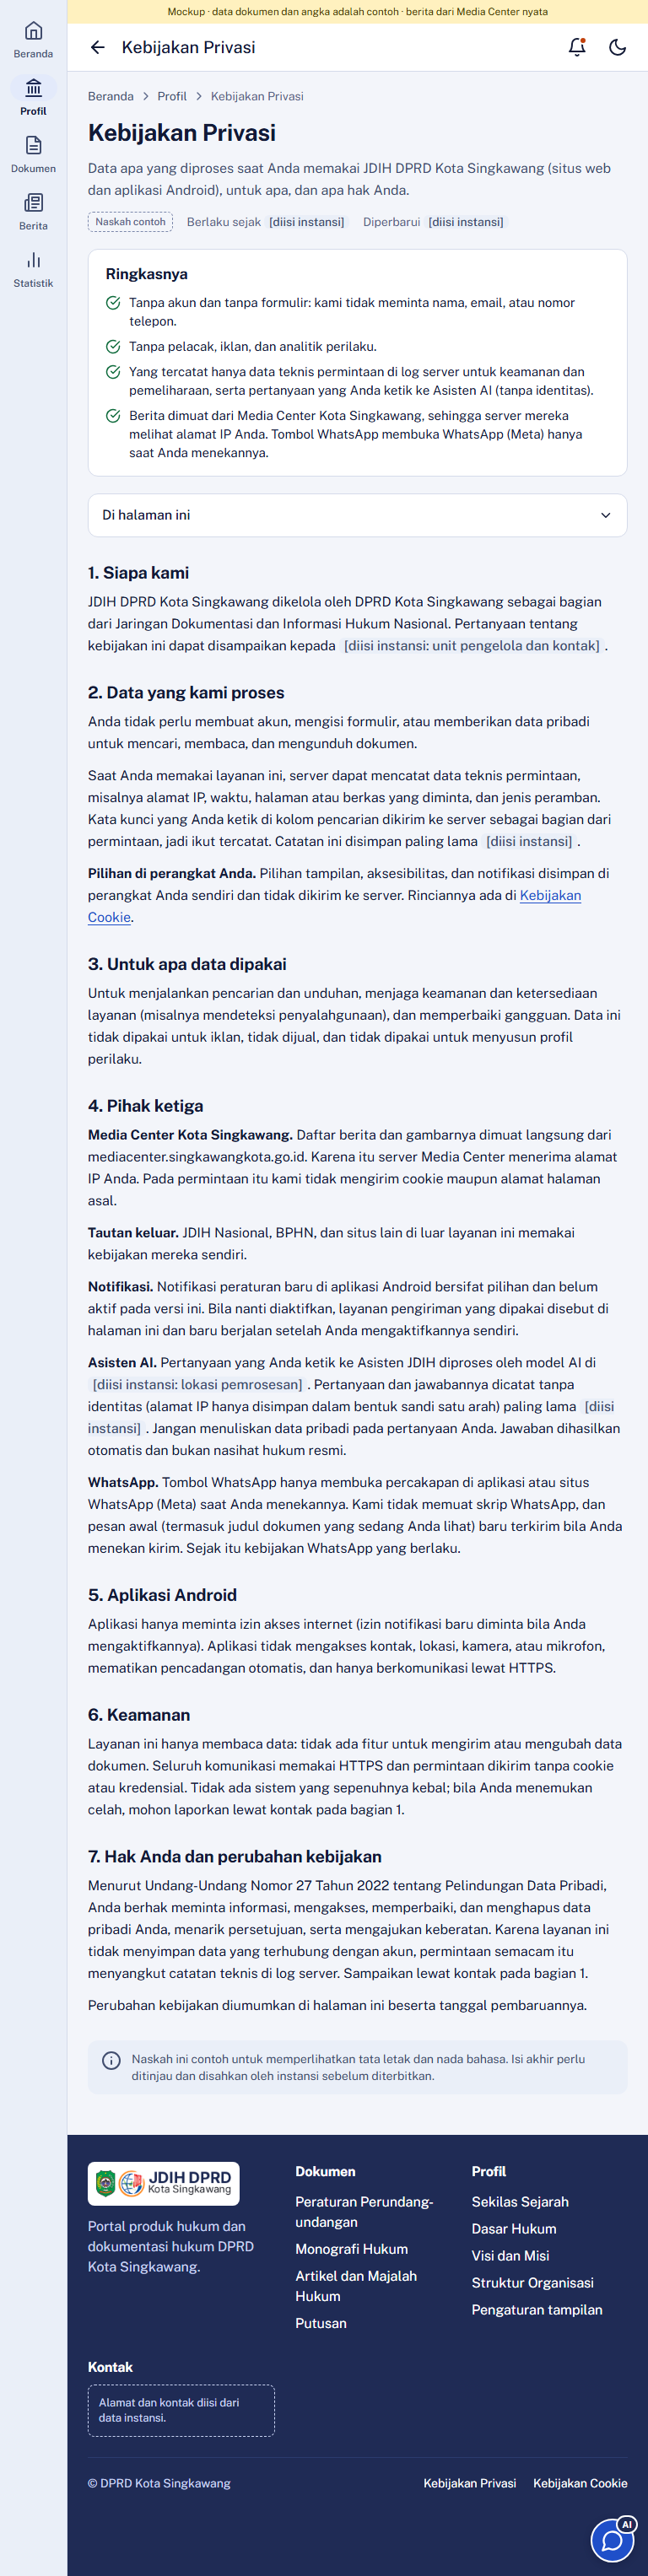 Mockup · data dokumen dan angka adalah contoh · berita dari Media Center nyata
Beranda
Profil
Dokumen
Berita
Statistik
Kebijakan Privasi
Beranda > Profil > Kebijakan Privasi
Kebijakan Privasi
Data apa yang diproses saat Anda memakai JDIH DPRD Kota Singkawang (situs web
dan aplikasi Android), untuk apa, dan apa hak Anda.
Naskah contoh Berlaku sejak [diisi instansi] Diperbarui [diisi instansi]
Ringkasnya
Tanpa akun dan tanpa formulir: kami tidak meminta nama, email, atau nomor
telepon.
Tanpa pelacak, iklan, dan analitik perilaku.
Yang tercatat hanya data teknis permintaan di log server untuk keamanan dan
pemeliharaan, serta pertanyaan yang Anda ketik ke Asisten AI (tanpa identitas).
Berita dimuat dari Media Center Kota Singkawang, sehingga server mereka
melihat alamat IP Anda. Tombol WhatsApp membuka WhatsApp (Meta) hanya
saat Anda menekannya.
Di halaman ini
1. Siapa kami
JDIH DPRD Kota Singkawang dikelola oleh DPRD Kota Singkawang sebagai bagian
dari Jaringan Dokumentasi dan Informasi Hukum Nasional. Pertanyaan tentang
kebijakan ini dapat disampaikan kepada [diisi instansi: unit pengelola dan kontak] .
2. Data yang kami proses
Anda tidak perlu membuat akun, mengisi formulir, atau memberikan data pribadi
untuk mencari, membaca, dan mengunduh dokumen.
Saat Anda memakai layanan ini, server dapat mencatat data teknis permintaan,
misalnya alamat IP, waktu, halaman atau berkas yang diminta, dan jenis peramban.
Kata kunci yang Anda ketik di kolom pencarian dikirim ke server sebagai bagian dari
permintaan, jadi ikut tercatat. Catatan ini disimpan paling lama [diisi instansi] .
Pilihan di perangkat Anda. Pilihan tampilan, aksesibilitas, dan notifikasi disimpan di
perangkat Anda sendiri dan tidak dikirim ke server. Rinciannya ada di Kebijakan
Cookie.
3. Untuk apa data dipakai
Untuk menjalankan pencarian dan unduhan, menjaga keamanan dan ketersediaan
layanan (misalnya mendeteksi penyalahgunaan), dan memperbaiki gangguan. Data ini
tidak dipakai untuk iklan, tidak dijual, dan tidak dipakai untuk menyusun profil
perilaku.
4. Pihak ketiga
Media Center Kota Singkawang. Daftar berita dan gambarnya dimuat langsung dari
mediacenter.singkawangkota.go.id. Karena itu server Media Center menerima alamat
IP Anda. Pada permintaan itu kami tidak mengirim cookie maupun alamat halaman
asal.
Tautan keluar. JDIH Nasional, BPHN, dan situs lain di luar layanan ini memakai
kebijakan mereka sendiri.
Notifikasi. Notifikasi peraturan baru di aplikasi Android bersifat pilihan dan belum
aktif pada versi ini. Bila nanti diaktifkan, layanan pengiriman yang dipakai disebut di
halaman ini dan baru berjalan setelah Anda mengaktifkannya sendiri.
Asisten AI. Pertanyaan yang Anda ketik ke Asisten JDIH diproses oleh model AI di
[diisi instansi: lokasi pemrosesan] . Pertanyaan dan jawabannya dicatat tanpa
identitas (alamat IP hanya disimpan dalam bentuk sandi satu arah) paling lama [diisi
instansi] . Jangan menuliskan data pribadi pada pertanyaan Anda. Jawaban dihasilkan
otomatis dan bukan nasihat hukum resmi.
WhatsApp. Tombol WhatsApp hanya membuka percakapan di aplikasi atau situs
WhatsApp (Meta) saat Anda menekannya. Kami tidak memuat skrip WhatsApp, dan
pesan awal (termasuk judul dokumen yang sedang Anda lihat) baru terkirim bila Anda
menekan kirim. Sejak itu kebijakan WhatsApp yang berlaku.
5. Aplikasi Android
Aplikasi hanya meminta izin akses internet (izin notifikasi baru diminta bila Anda
mengaktifkannya). Aplikasi tidak mengakses kontak, lokasi, kamera, atau mikrofon,
mematikan pencadangan otomatis, dan hanya berkomunikasi lewat HTTPS.
6. Keamanan
Layanan ini hanya membaca data: tidak ada fitur untuk mengirim atau mengubah data
dokumen. Seluruh komunikasi memakai HTTPS dan permintaan dikirim tanpa cookie
atau kredensial. Tidak ada sistem yang sepenuhnya kebal; bila Anda menemukan
celah, mohon laporkan lewat kontak pada bagian 1.
7. Hak Anda dan perubahan kebijakan
Menurut Undang-Undang Nomor 27 Tahun 2022 tentang Pelindungan Data Pribadi,
Anda berhak meminta informasi, mengakses, memperbaiki, dan menghapus data
pribadi Anda, menarik persetujuan, serta mengajukan keberatan. Karena layanan ini
tidak menyimpan data yang terhubung dengan akun, permintaan semacam itu
menyangkut catatan teknis di log server. Sampaikan lewat kontak pada bagian 1.
Perubahan kebijakan diumumkan di halaman ini beserta tanggal pembaruannya.
Naskah ini contoh untuk memperlihatkan tata letak dan nada bahasa. Isi akhir perlu
ditinjau dan disahkan oleh instansi sebelum diterbitkan.
JDIH DPRD
Kota Singkawang
Portal produk hukum dan
dokumentasi hukum DPRD
Kota Singkawang.
Dokumen
Peraturan Perundang-
undangan
Monografi Hukum
Artikel dan Majalah
Hukum
Putusan
Profil
Sekilas Sejarah
Dasar Hukum
Visi dan Misi
Struktur Organisasi
Pengaturan tampilan
Kontak
Alamat dan kontak diisi dari
data instansi.
© DPRD Kota Singkawang
Kebijakan Privasi Kebijakan Cookie
AI